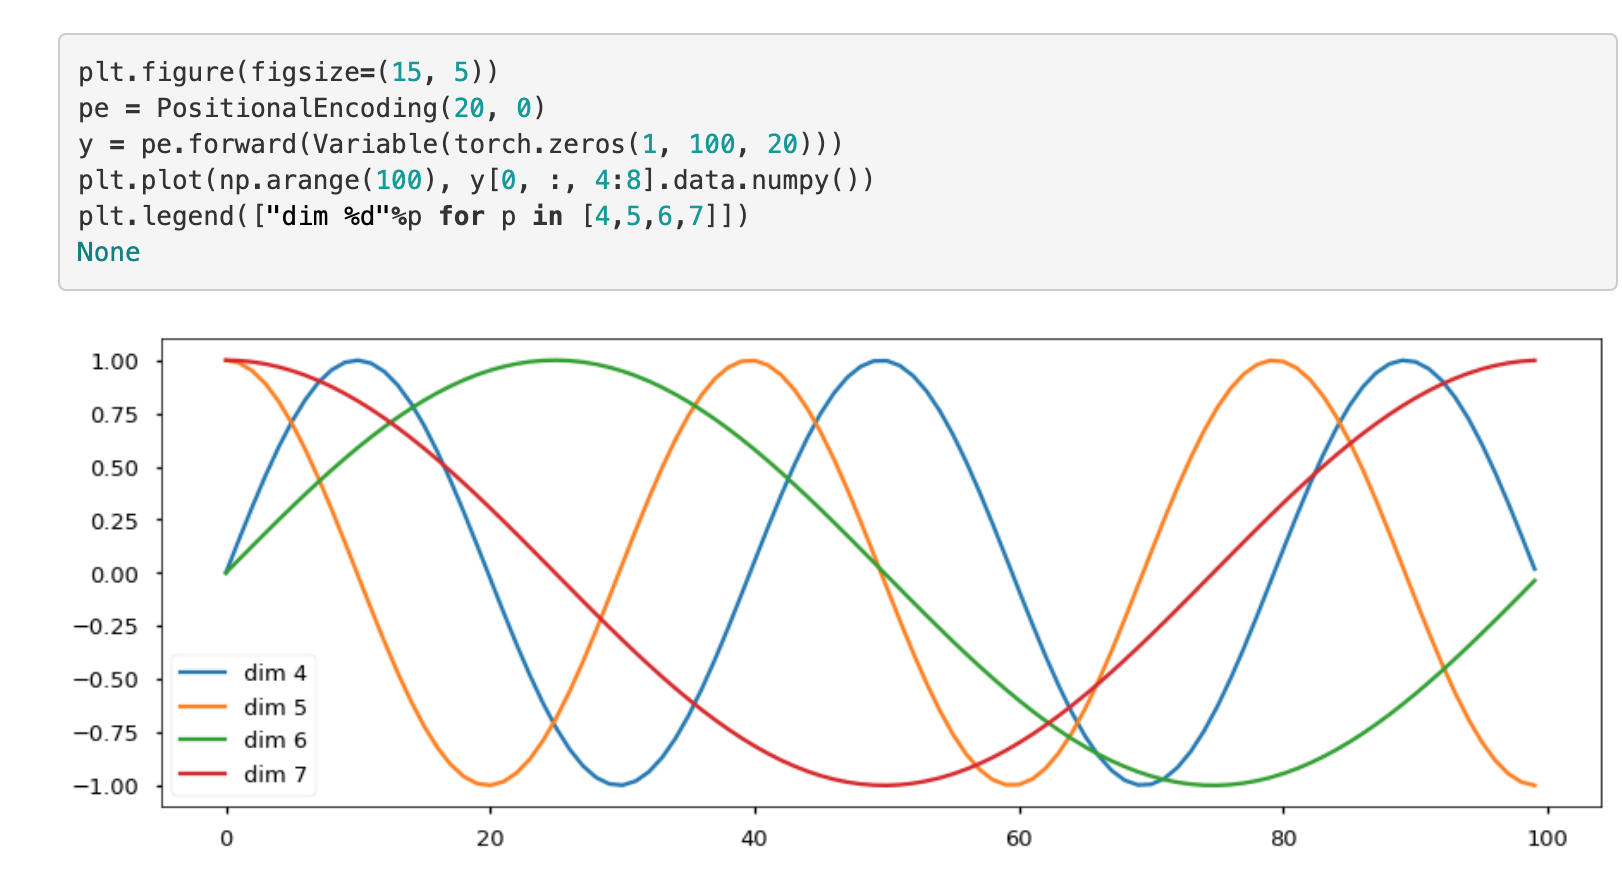 plt.figure(figsize=(15, 5))
pe = PositionalEncoding(20, 0)
y = pe.forward(Variable(torch.zeros(1, 100, 20)))
plt.plot(np.arange(100), y[0, :, 4:8].data.numpy())
plt.legend(["dim %d"%p for p in [4,5,6,7]])
None
1.00
0.75
0.50
0.25
0.00
−0.25
−0.50
−0.75
−1.00
dim 4
dim 5
dim 6
dim 7
0 20 40 60 80 100